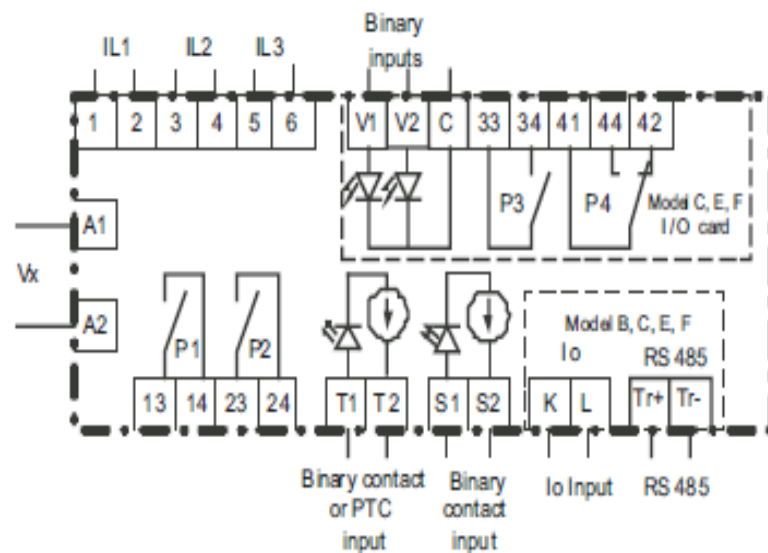 IL1 IL2 IL3 Binary
inputs
1 2 3 4 5 6 V1 V2 C 33 34 41 44 42
P3 P4 Model C, E, F
I/O card
A1
Vx
A2
P1 P2
Model B, C, E, F
Io RS 485
13 14 23 24 T1 T2 S1 S2 K L Tr+ Tr-
Binary contact
or PTC
input
Binary
contact
input
Io Input
RS 485